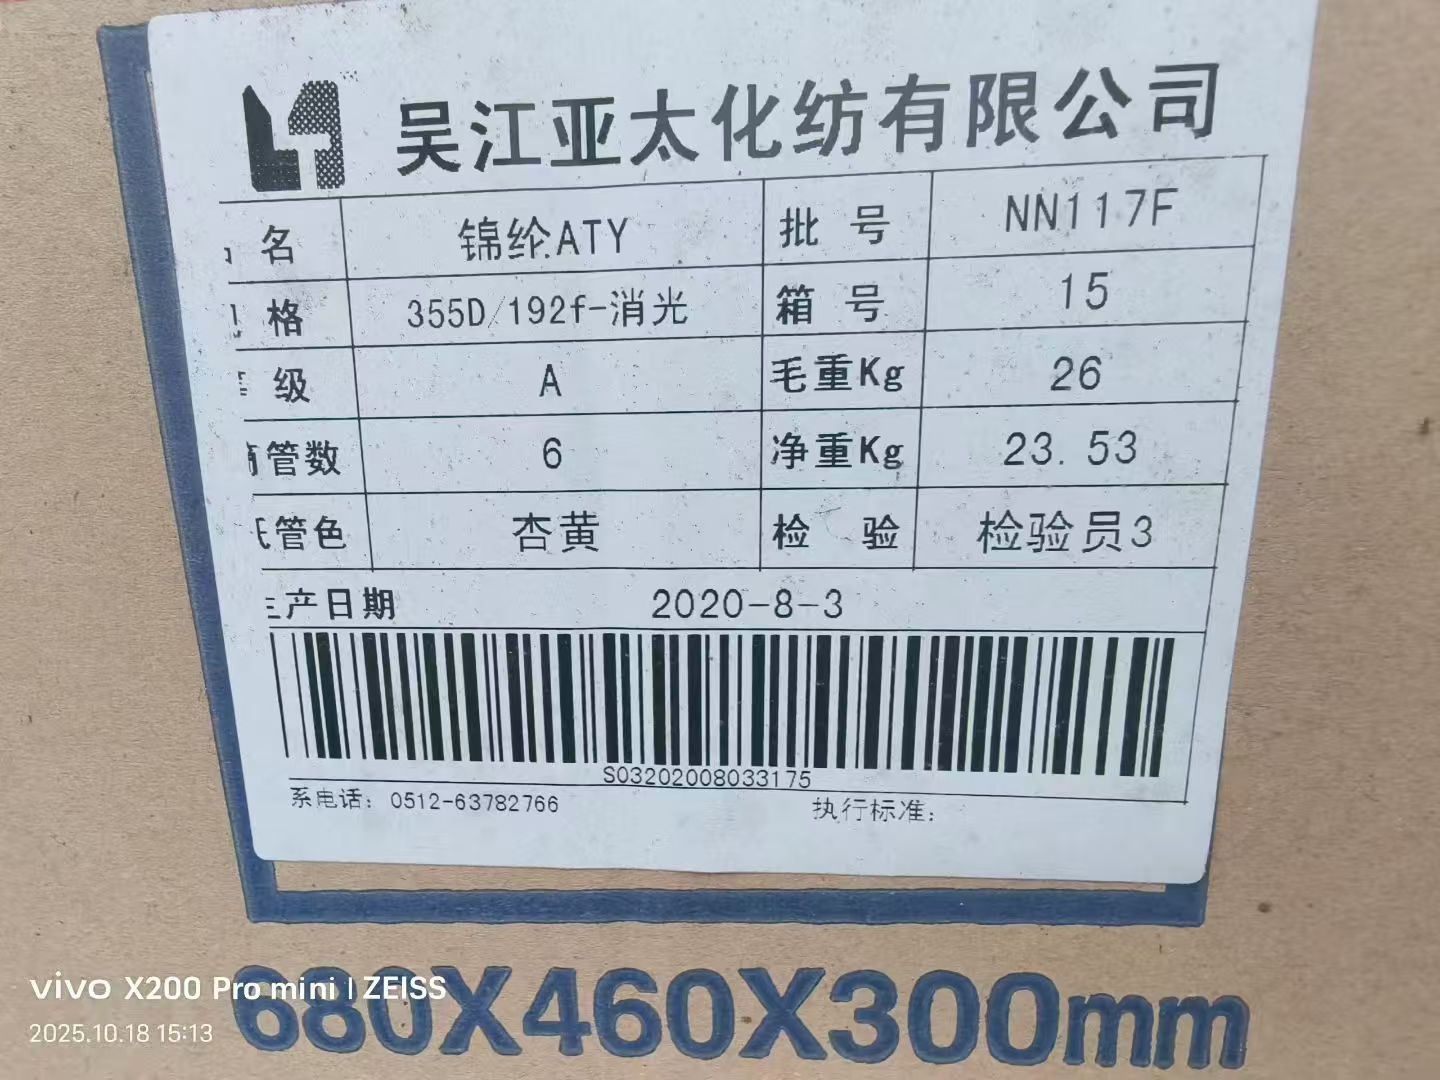 吴江亚太化纺有限公司
名 锦纶ATY 批 号 NN117F
格 355D/192f-消光 箱 号 15
级 A 毛重Kg 26
管数 6 净重Kg 23.53
管色 杏黄 检 验 检验员3
产日期 2020-8-3
S03202008033175
系电话: 0512-63782766 执行标准:
680X460X300mm
vivo X200 Pro mini | ZEISS
2025.10.18 15:13